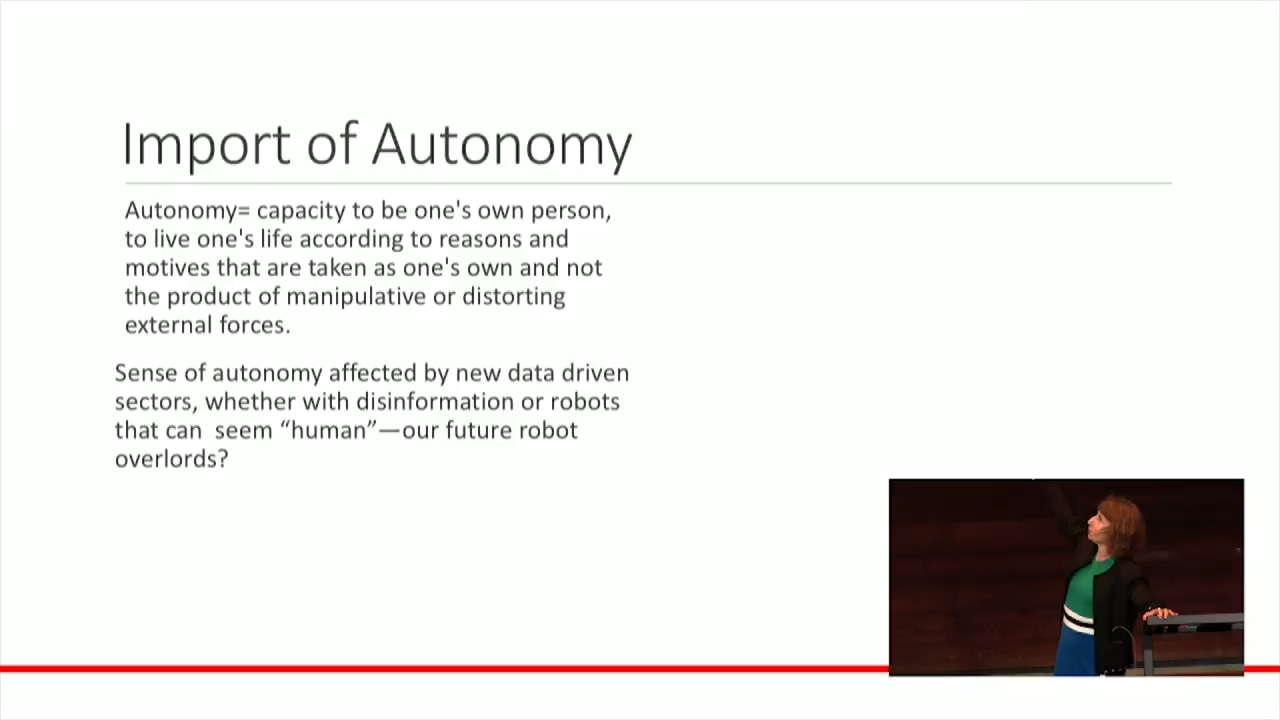 Import of Autonomy
Autonomy= capacity to be one's own person,
to live one's life according to reasons and
motives that are taken as one's own and not
the product of manipulative or distorting
external forces.
Sense of autonomy affected by new data driven
sectors, whether with disinformation or robots
that can  seem “human”—our future robot
overlords?